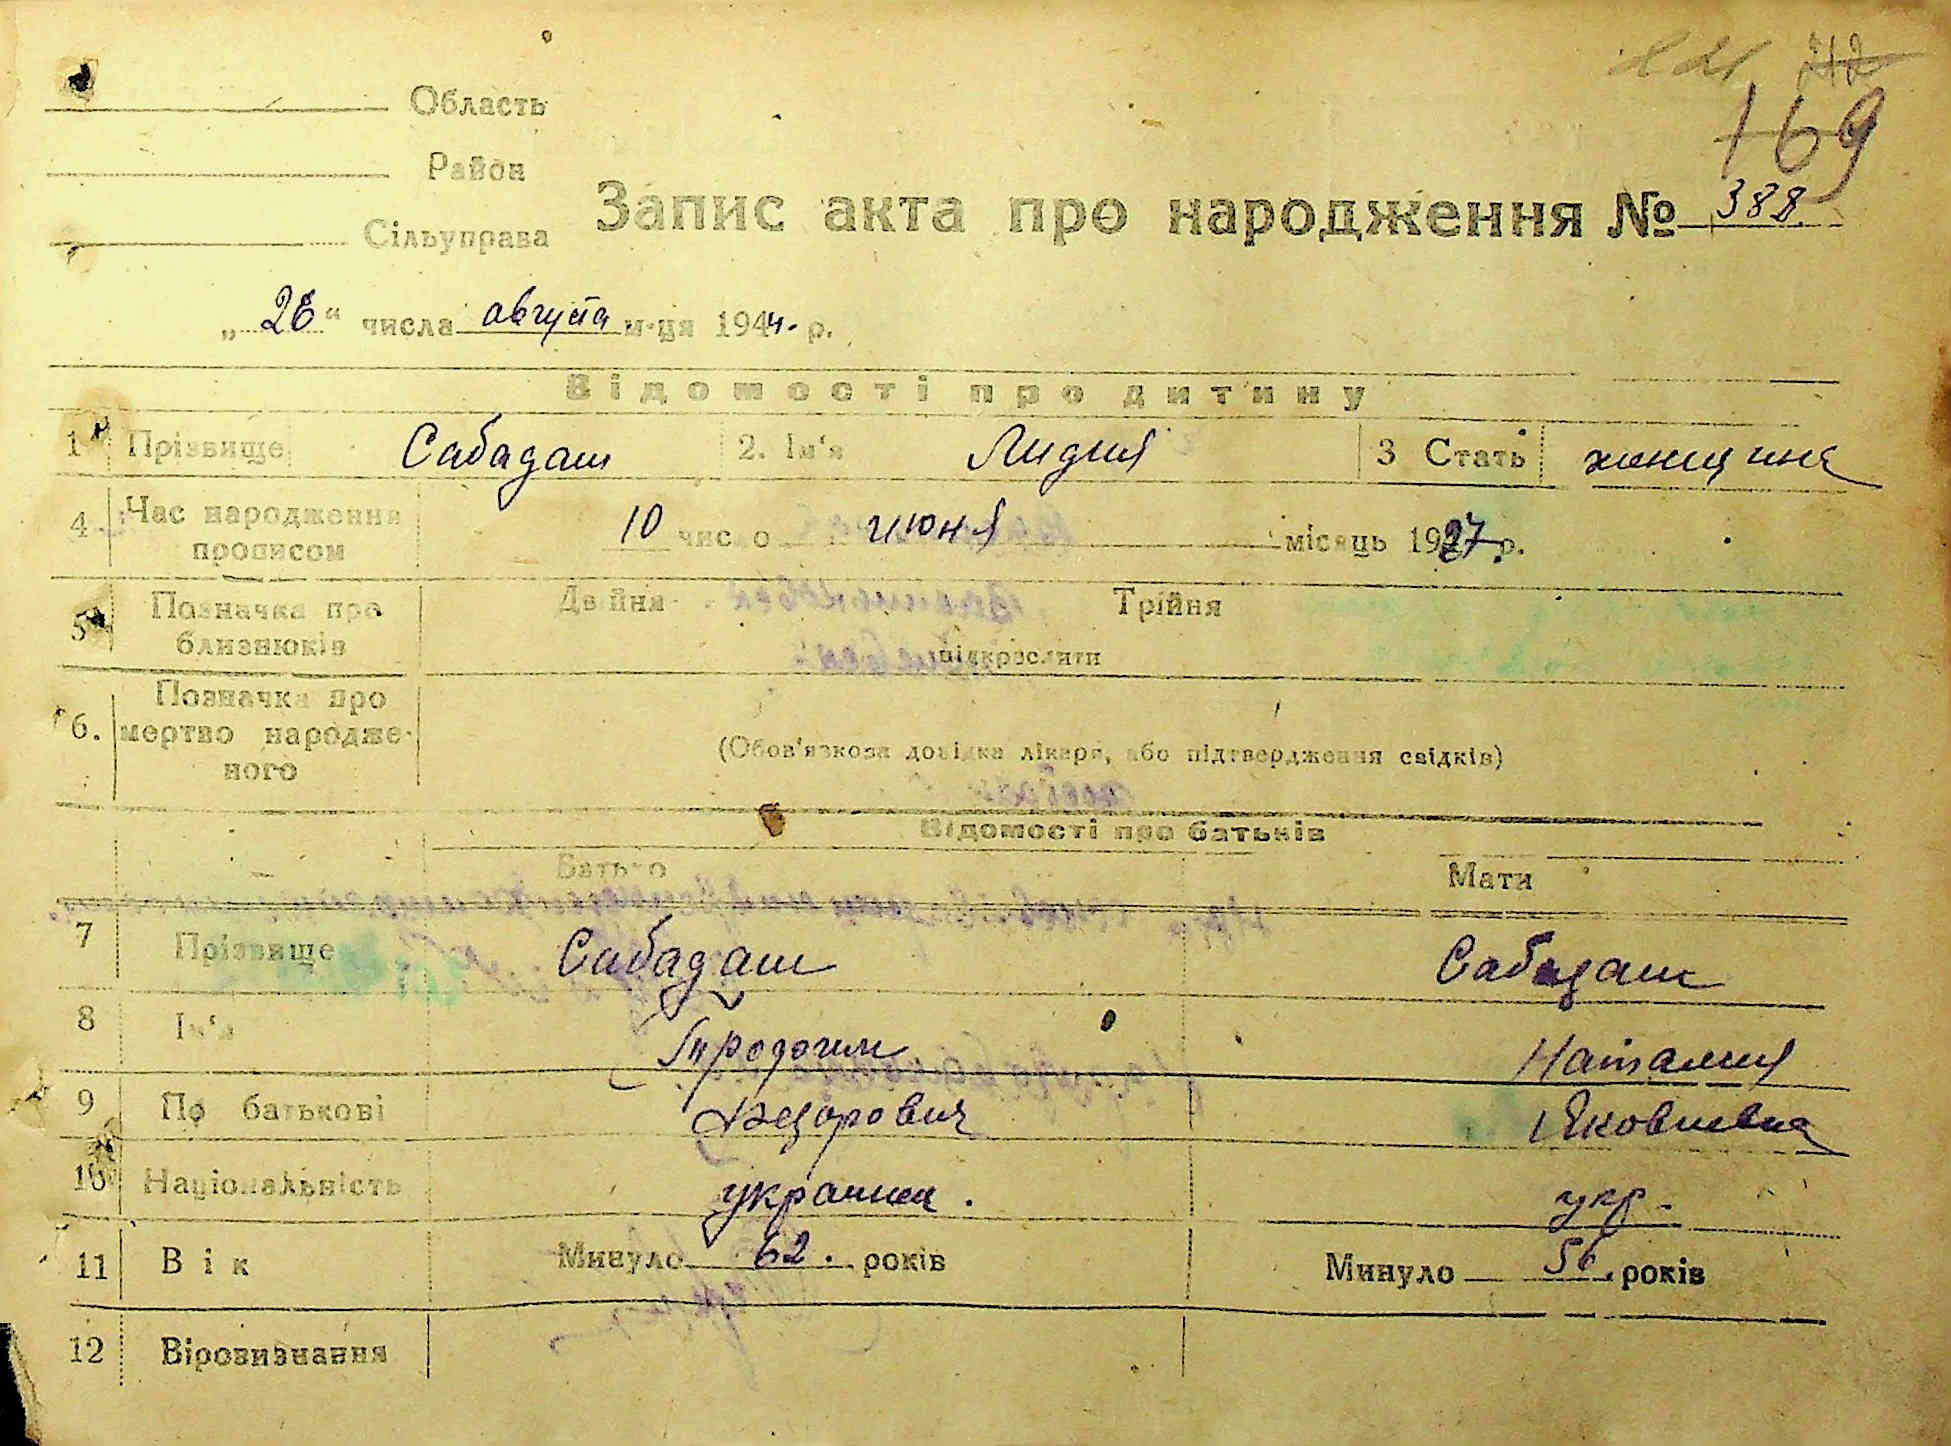 221 212
169
Область
Район
Сільуправа
Запис акта про народження № 388.
„26“ числа августа м-ця 1944. р.
Відомості про дитину
1 Прізвище Сабадаш 2. Ім‘я Лидия 3 Стать женщина
4. Час народження прописом 10 число июня місяць 1927 р.
5 Позначка про близнюків Двійня Трійня
підкреслити
6. Позначка про мертво народженого
(Обов'язкова довідка лікаря, або підтвердження свідків)
Відомості про батьків
Батько Мати
7 Прізвище Сабадаш Сабадаш
8 Ім‘я Наталия
9 По батькові Федорович Яковлевна
10 Національність украинец. укр.
11 Вік Минуло 62. років Минуло 56. років
12 Віровизнання